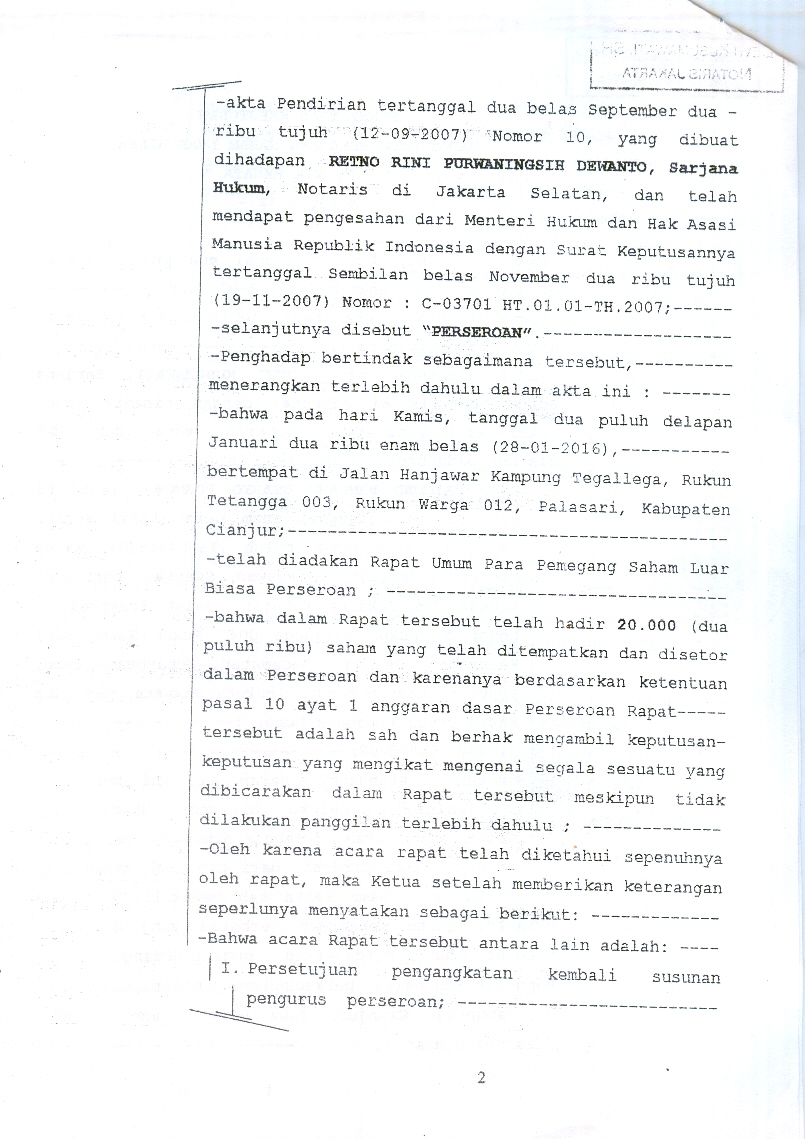 NOTARIS JAKARTA
-akta Pendirian tertanggal dua belas September dua -
ribu tujuh (12-09-2007) Nomor 10, yang dibuat
dihadapan RETNO RINI PURWANINGSIH DEWANTO, Sarjana
Hukum, Notaris di Jakarta Selatan, dan telah
mendapat pengesahan dari Menteri Hukum dan Hak Asasi
Manusia Republik Indonesia dengan Surat Keputusannya
tertanggal Sembilan belas November dua ribu tujuh
(19-11-2007) Nomor : C-03701 HT.01.01-TH.2007;------
-selanjutnya disebut “PERSEROAN”.-------------------
-Penghadap bertindak sebagaimana tersebut,----------
menerangkan terlebih dahulu dalam akta ini : -------
-bahwa pada hari Kamis, tanggal dua puluh delapan
Januari dua ribu enam belas (28-01-2016),-----------
bertempat di Jalan Hanjawar Kampung Tegallega, Rukun
Tetangga 003, Rukun Warga 012, Palasari, Kabupaten
Cianjur;--------------------------------------------
-telah diadakan Rapat Umum Para Pemegang Saham Luar
Biasa Perseroan ; ----------------------------------
-bahwa dalam Rapat tersebut telah hadir 20.000 (dua
puluh ribu) saham yang telah ditempatkan dan disetor
dalam Perseroan dan karenanya berdasarkan ketentuan
pasal 10 ayat 1 anggaran dasar Perseroan Rapat-----
tersebut adalah sah dan berhak mengambil keputusan-
keputusan yang mengikat mengenai segala sesuatu yang
dibicarakan dalam Rapat tersebut meskipun tidak
dilakukan panggilan terlebih dahulu ; --------------
-Oleh karena acara rapat telah diketahui sepenuhnya
oleh rapat, maka Ketua setelah memberikan keterangan
seperlunya menyatakan sebagai berikut: -------------
-Bahwa acara Rapat tersebut antara lain adalah: ----
I. Persetujuan pengangkatan kembali susunan
pengurus perseroan; --------------------------
2